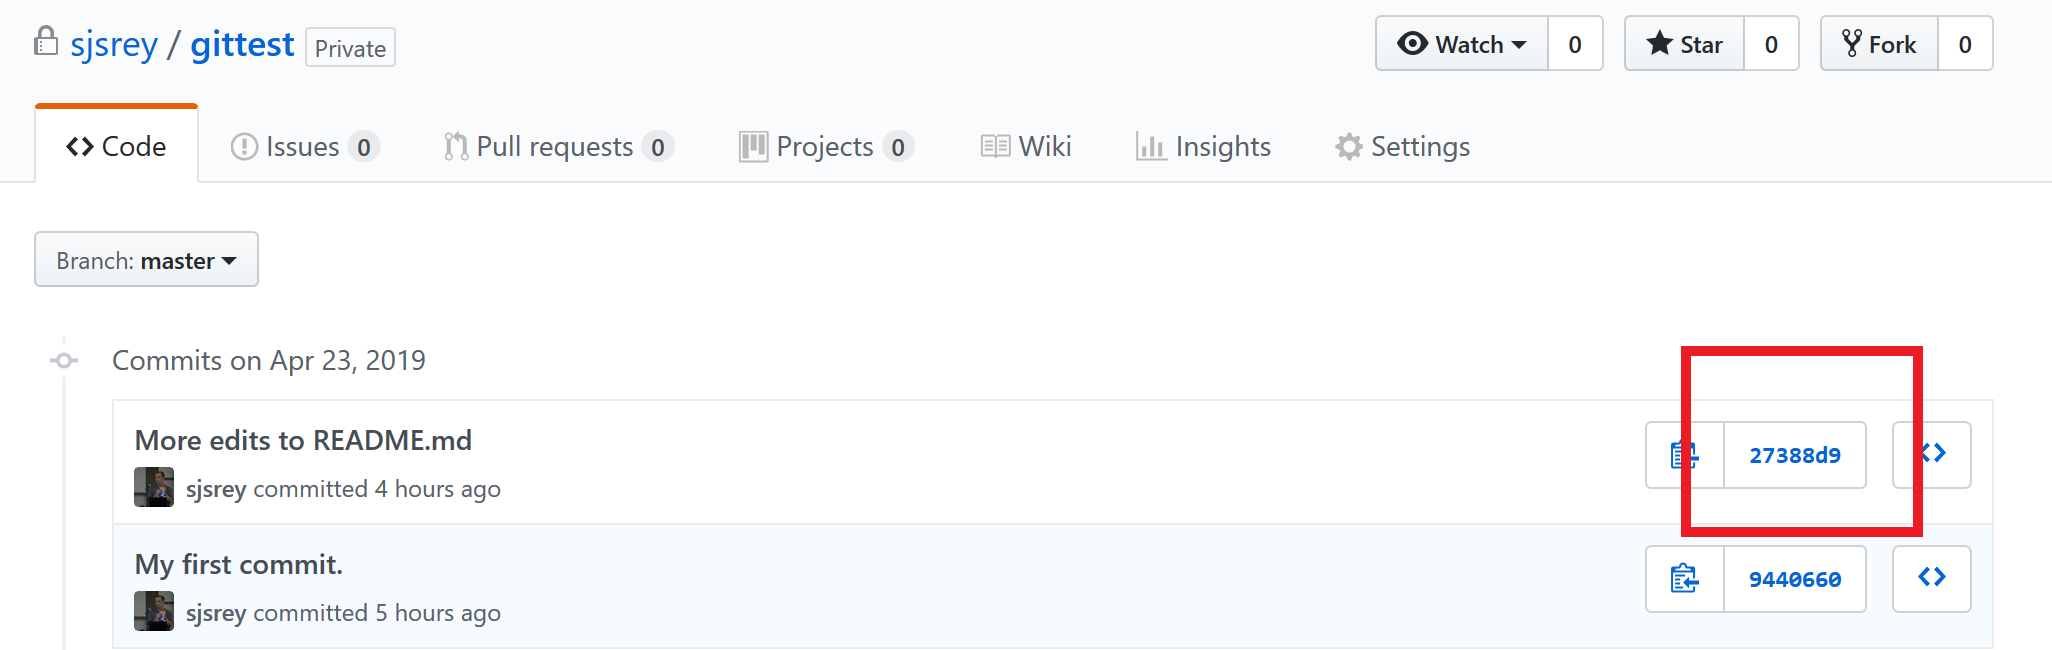 sjsrey / gittest Private Watch 0 Star 0 Fork 0
<> Code Issues 0 Pull requests 0 Projects 0 Wiki Insights Settings
Branch: master
Commits on Apr 23, 2019
More edits to README.md
sjsrey committed 4 hours ago
27388d9 <>
My first commit.
sjsrey committed 5 hours ago
9440660 <>